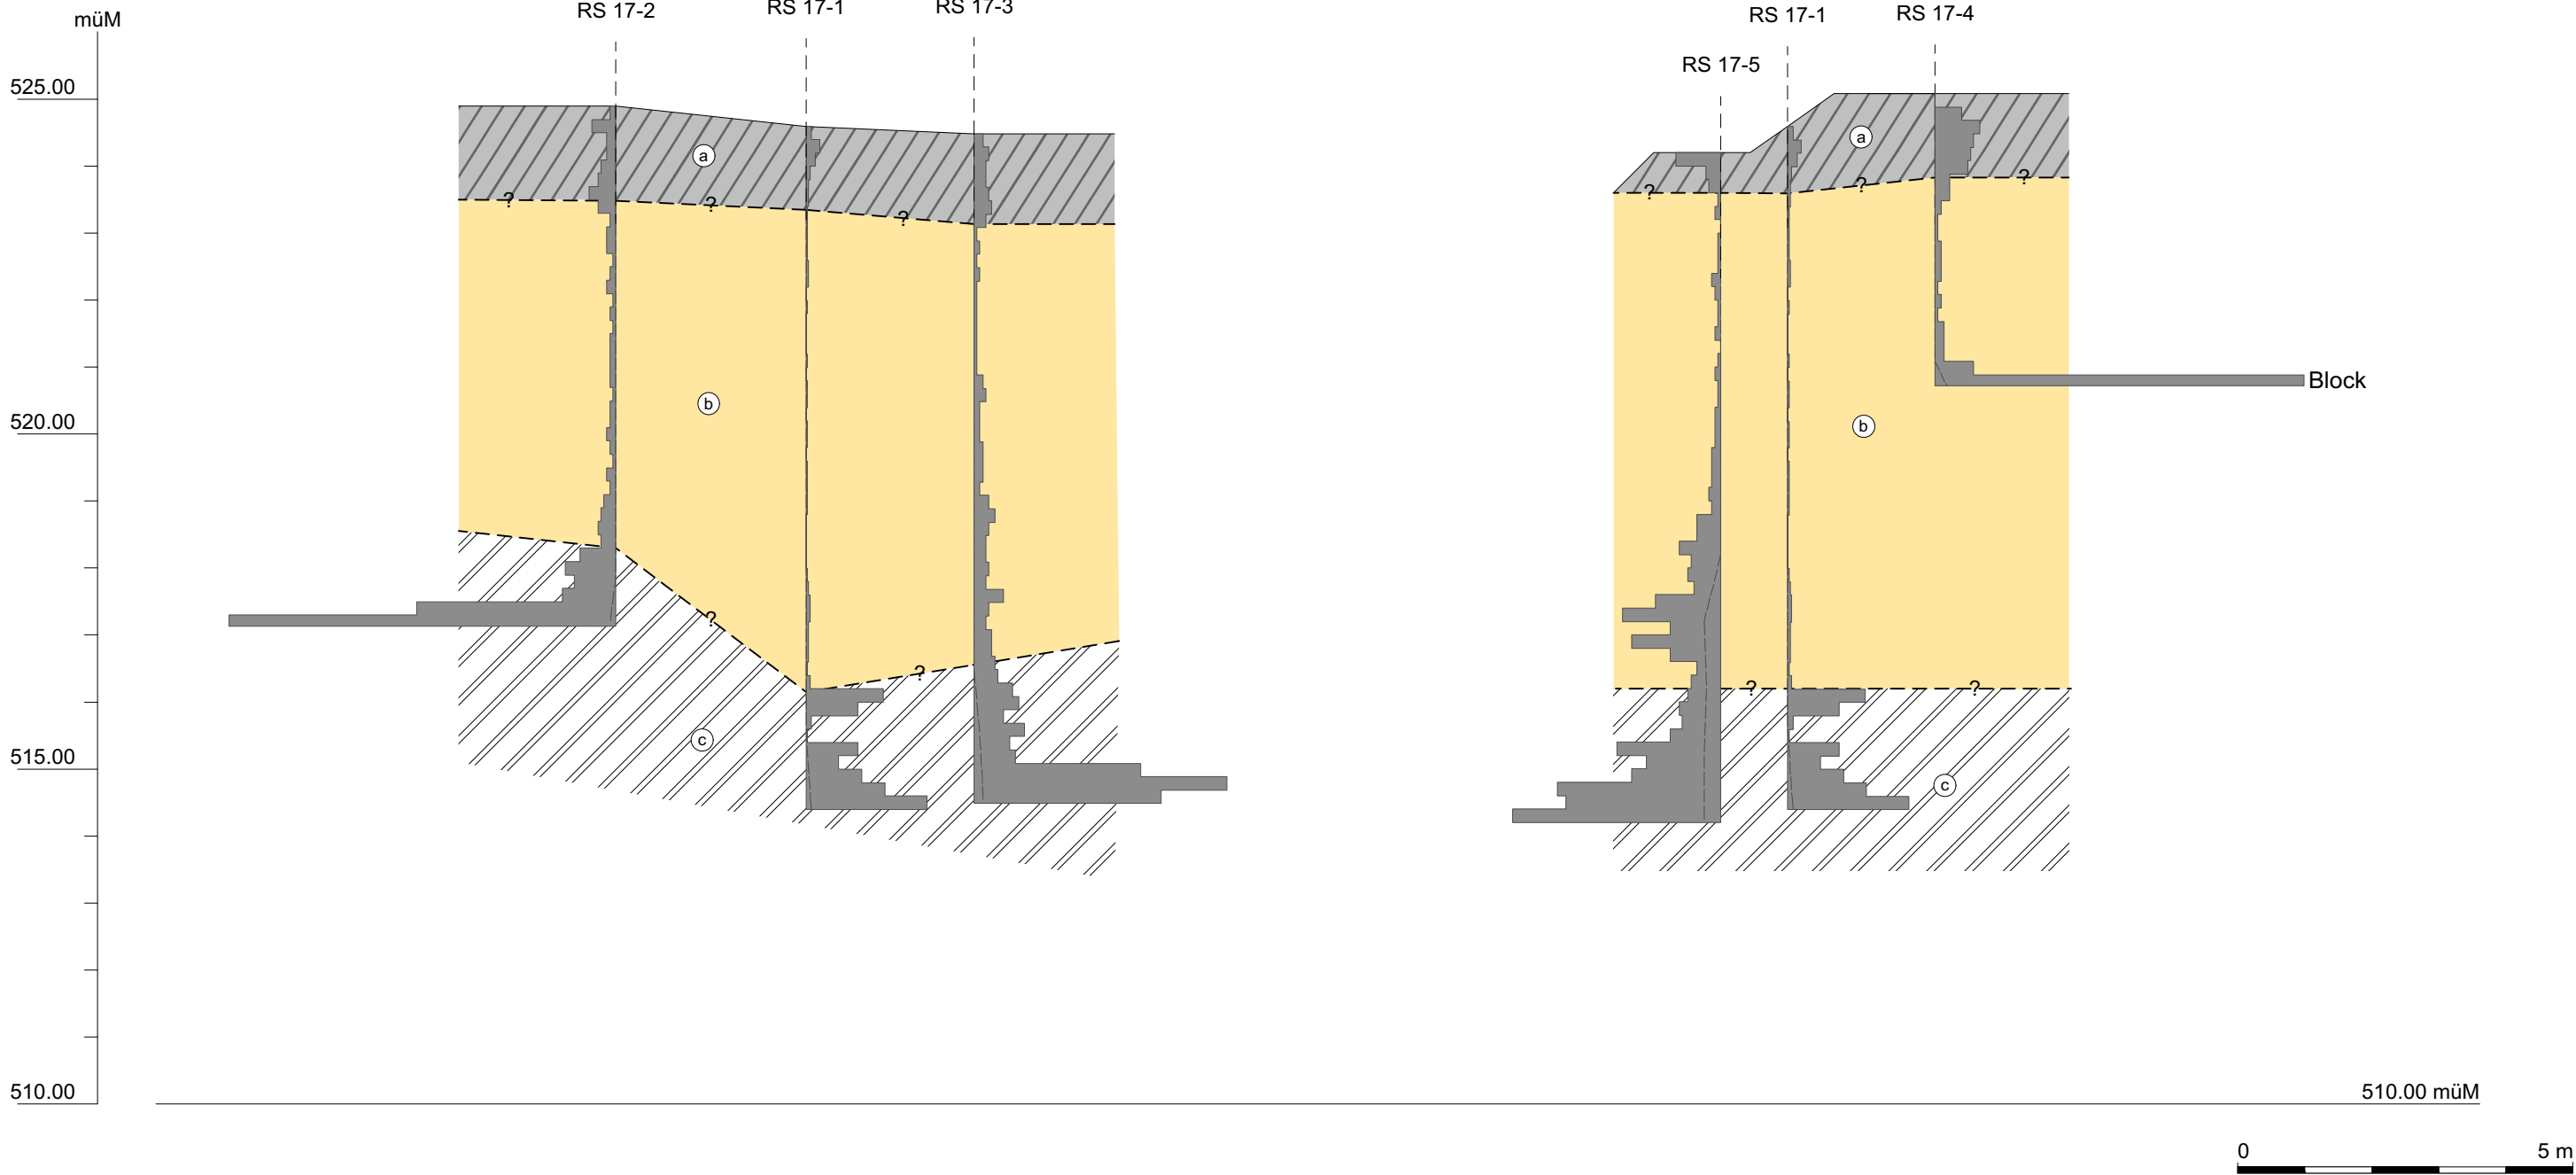 müM
RS 17-2
RS 17-1
RS 17-3
RS 17-1
RS 17-4
RS 17-5
525.00
a
a
?
?
?
?
?
?
Block
b
b
520.00
?
?
?
?
c
c
515.00
510.00
510.00 müM
0 5 m